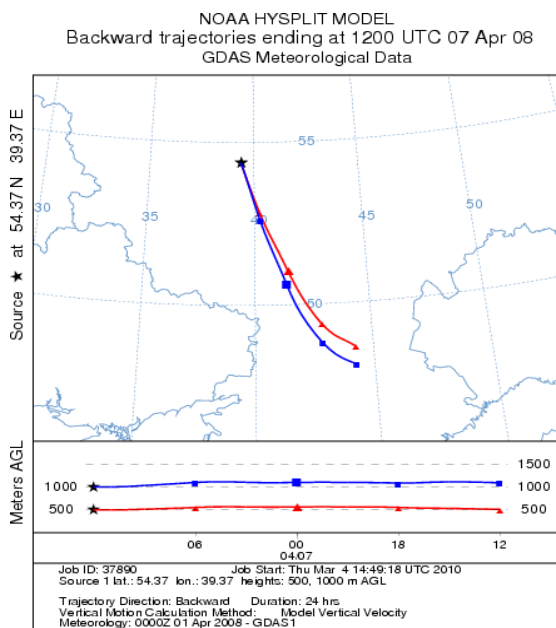 NOAA HYSPLIT MODEL
Backward trajectories ending at 1200 UTC 07 Apr 08
GDAS Meteorological Data
Source ★ at 54.37 N 39.37 E
55
30
35
40
45
50
50
Meters AGL
1500
1000
1000
500
500
06
00
18
12
04/07
Job ID: 37890 Job Start: Thu Mar 4 14:49:18 UTC 2010
Source 1 lat.: 54.37 lon.: 39.37 heights: 500, 1000 m AGL
Trajectory Direction: Backward Duration: 24 hrs
Vertical Motion Calculation Method: Model Vertical Velocity
Meteorology: 0000Z 01 Apr 2008 - GDAS1